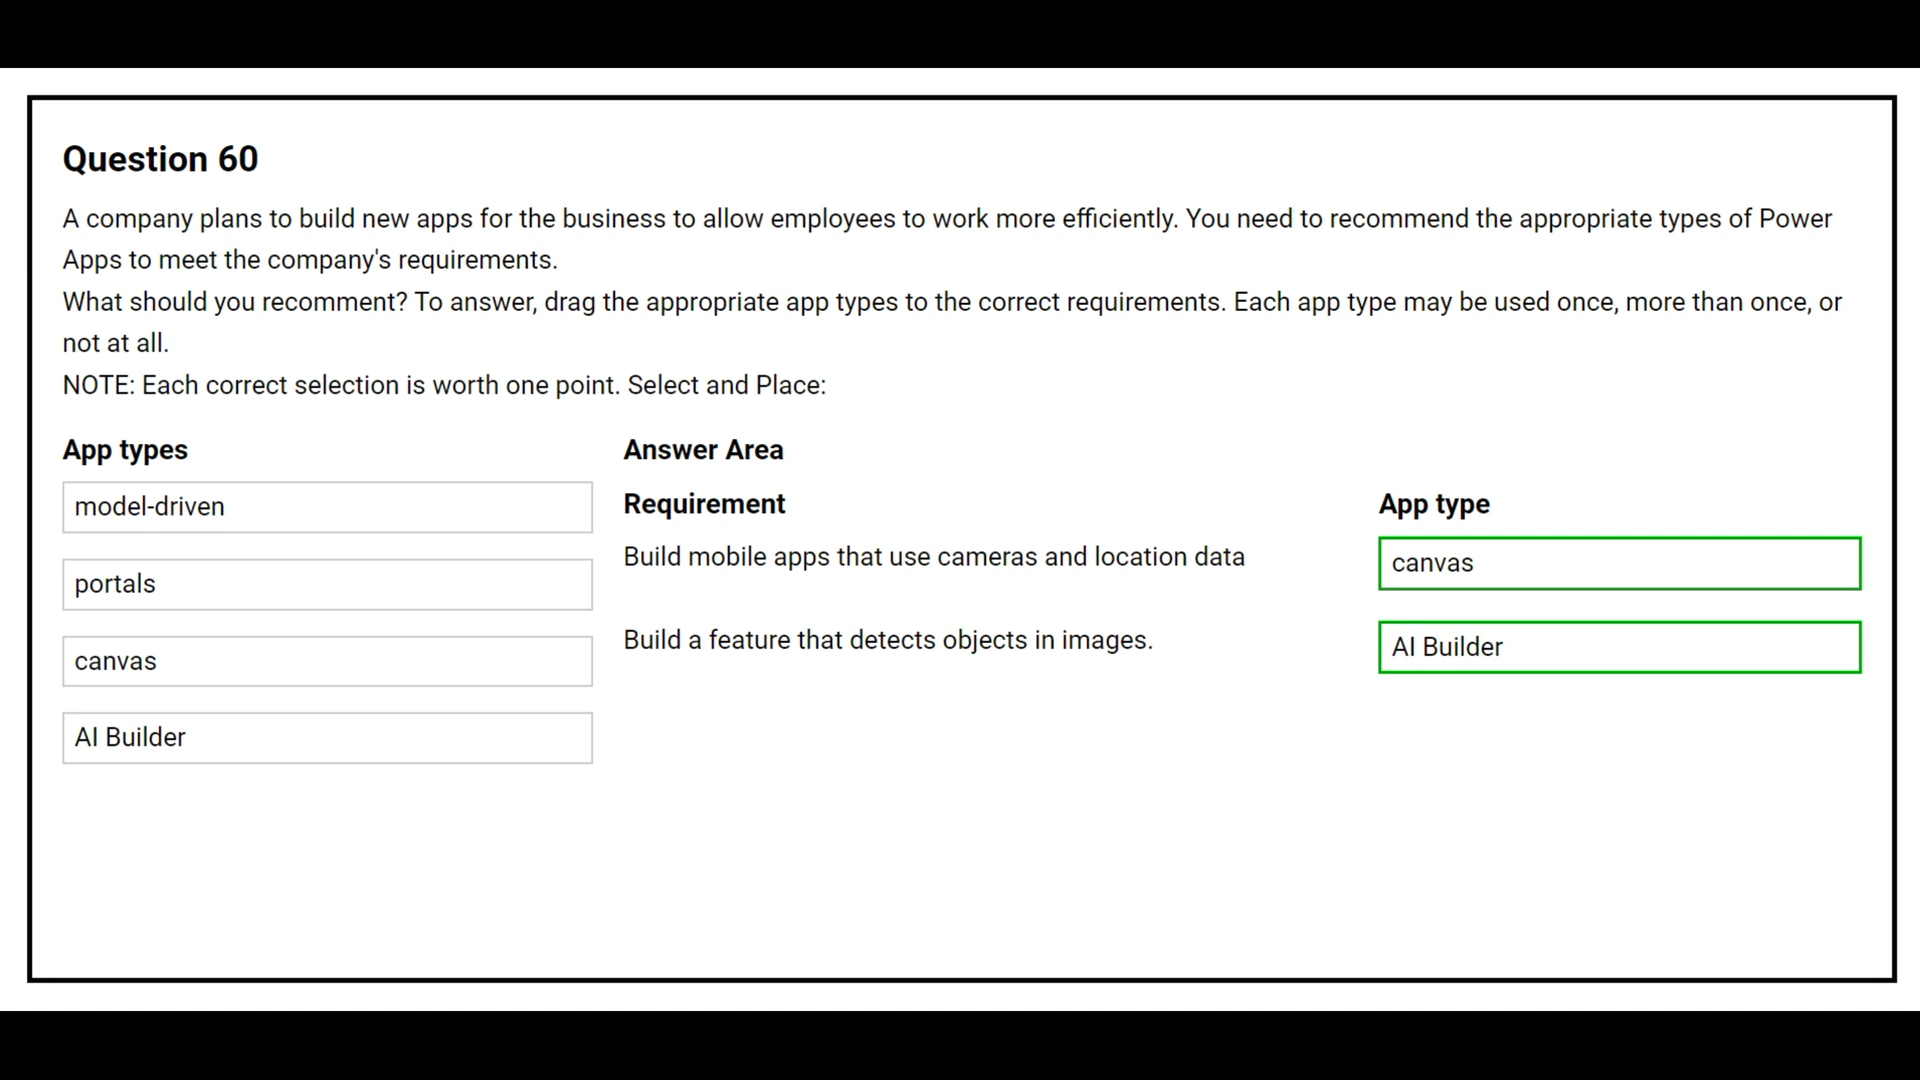 Question 60
A company plans to build new apps for the business to allow employees to work more efficiently. You need to recommend the appropriate types of Power
Apps to meet the company's requirements.
What should you recomment? To answer, drag the appropriate app types to the correct requirements. Each app type may be used once, more than once, or
not at all.
NOTE: Each correct selection is worth one point. Select and Place:
App types
model-driven
portals
canvas
AI Builder
Answer Area
Requirement
App type
Build mobile apps that use cameras and location data
canvas
Build a feature that detects objects in images.
AI Builder